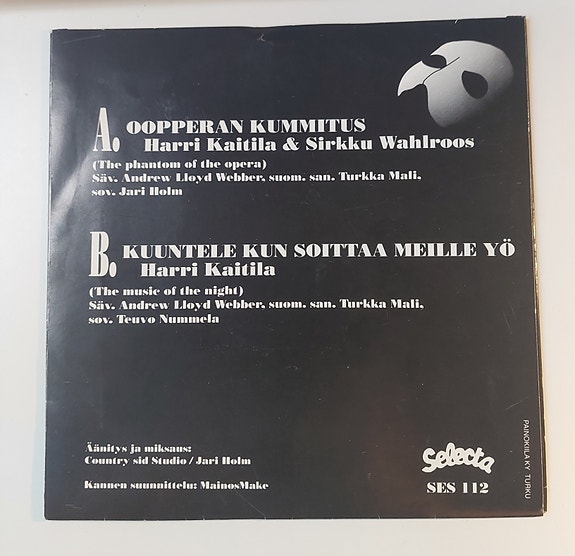 A. OOPPERAN KUMMITUS
Harri Kaitila & Sirkku Wahlroos
(The phantom of the opera)
Säv. Andrew Lloyd Webber, suom. san. Turkka Mali,
sov. Jari Holm
B. KUUNTELE KUN SOITTAA MEILLE YÖ
Harri Kaitila
(The music of the night)
Säv. Andrew Lloyd Webber, suom. san. Turkka Mali,
sov. Teuvo Nummela
Äänitys ja miksaus:
Country sid Studio / Jari Holm
Kannen suunnittelu: MainosMake
Selecta
SES 112
PAINOKIILA KY TURKU